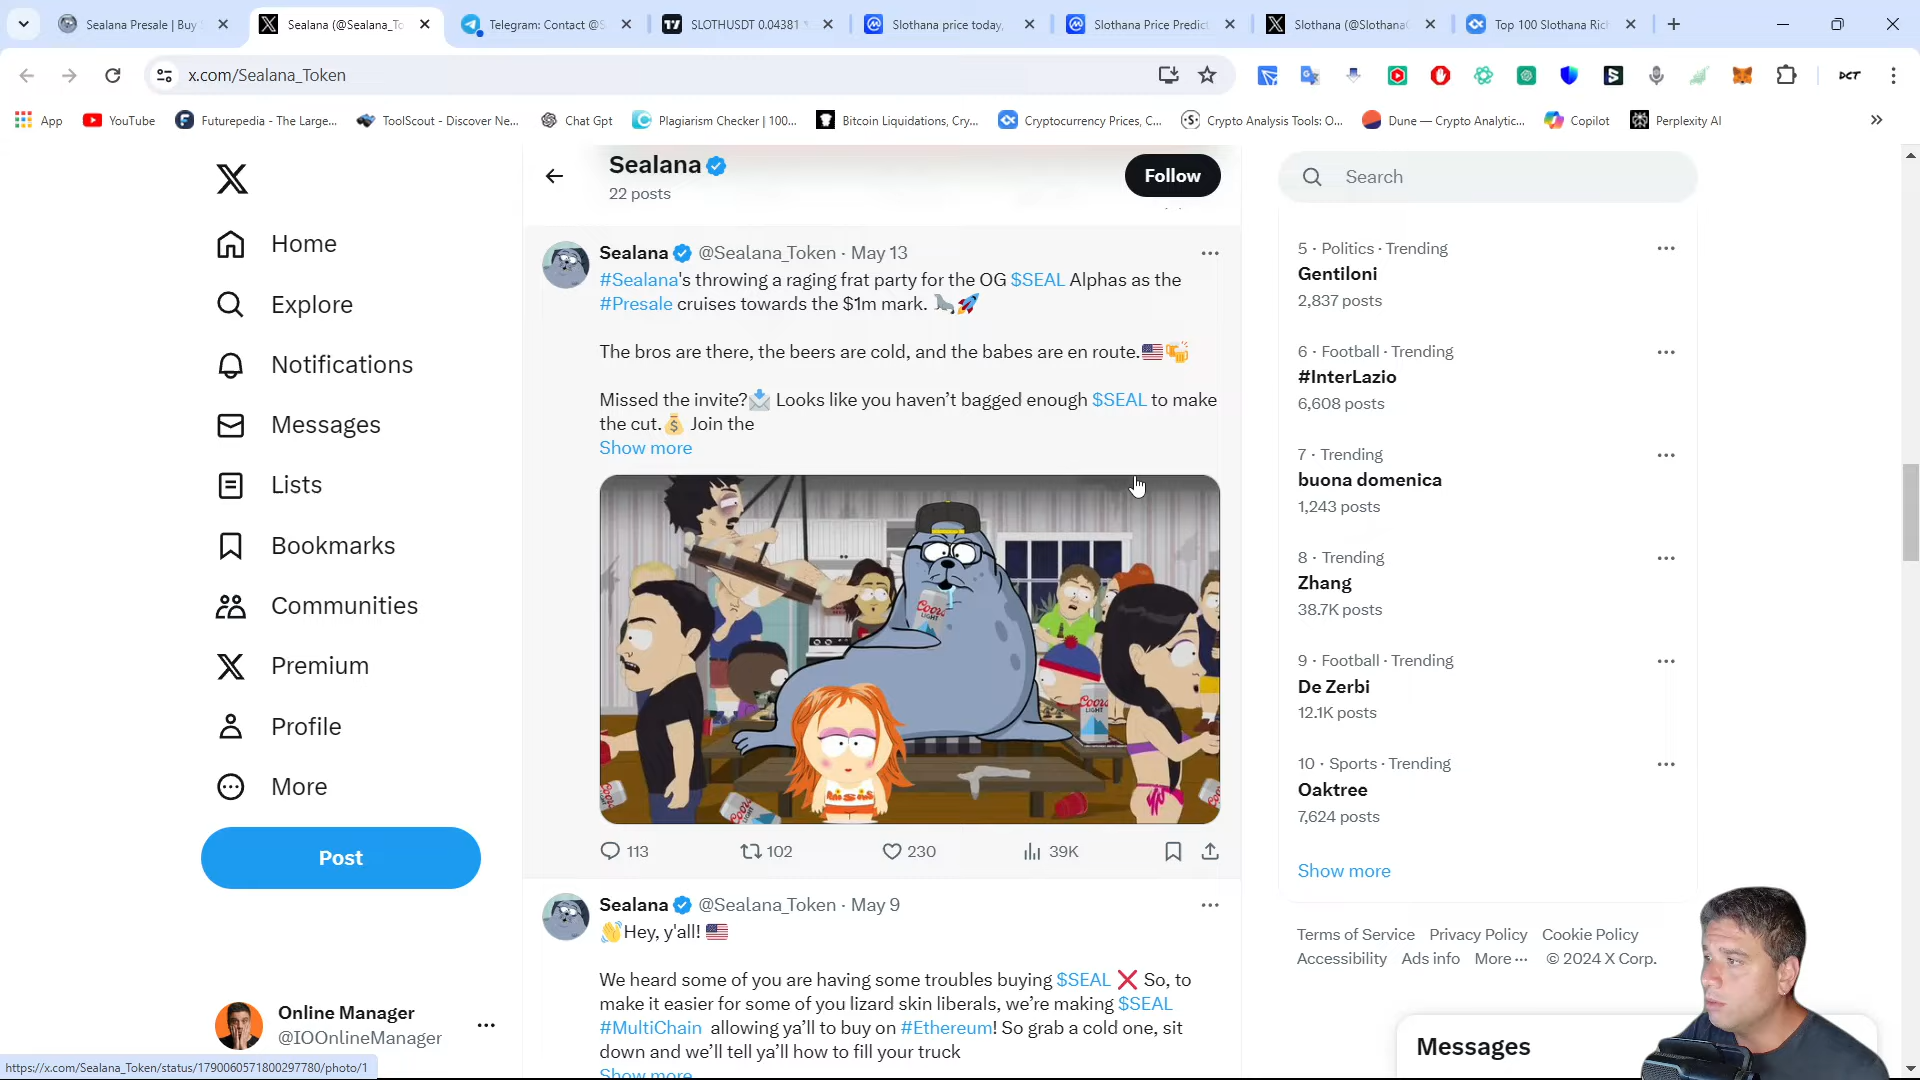 Sealana Presale | Buy
Sealana (@Sealana_To
Telegram: Contact @S
SLOTHUSDT 0.04381
Slothana price today,
Slothana Price Predict
Slothana (@Slothana
Top 100 Slothana Rich
x.com/Sealana_Token
App
YouTube
Futurepedia - The Large...
ToolScout - Discover Ne...
Chat Gpt
Plagiarism Checker | 100...
Bitcoin Liquidations, Cry...
Cryptocurrency Prices, C...
Crypto Analysis Tools: O...
Dune — Crypto Analytic...
Copilot
Perplexity AI
Home
Explore
Notifications
Messages
Lists
Bookmarks
Communities
Premium
Profile
More
Post
Online Manager
@IOOnlineManager
https://x.com/Sealana_Token/status/1790060571800297780/photo/1
Sealana
22 posts
Follow
Sealana @Sealana_Token · May 13
#Sealana's throwing a raging frat party for the OG $SEAL Alphas as the
#Presale cruises towards the $1m mark.
The bros are there, the beers are cold, and the babes are en route.
Missed the invite? Looks like you haven’t bagged enough $SEAL to make
the cut. Join the
Show more
COORS
LIGHT
COORS
LIGHT
113
102
230
39K
Sealana @Sealana_Token · May 9
Hey, y'all!
We heard some of you are having some troubles buying $SEAL ❌ So, to
make it easier for some of you lizard skin liberals, we’re making $SEAL
#MultiChain allowing ya’ll to buy on #Ethereum! So grab a cold one, sit
down and we’ll tell ya’ll how to fill your truck
Show more
Search
5 · Politics · Trending
Gentiloni
2,837 posts
6 · Football · Trending
#InterLazio
6,608 posts
7 · Trending
buona domenica
1,243 posts
8 · Trending
Zhang
38.7K posts
9 · Football · Trending
De Zerbi
12.1K posts
10 · Sports · Trending
Oaktree
7,624 posts
Show more
Terms of Service Privacy Policy Cookie Policy
Accessibility Ads info More ··· © 2024 X Corp.
Messages